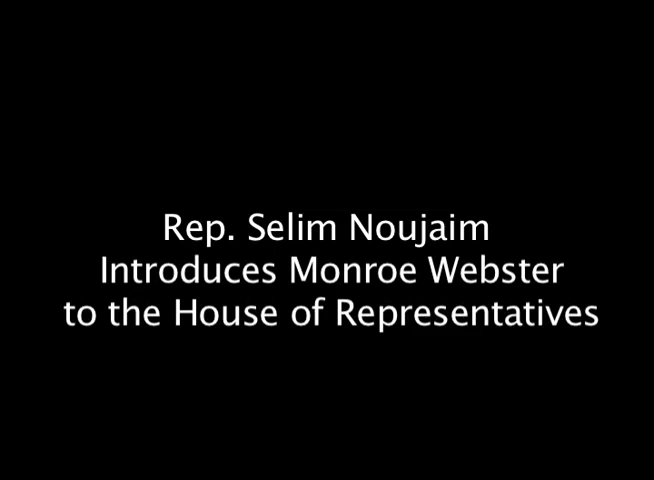 Rep. Selim Noujaim
Introduces Monroe Webster
to the House of Representatives